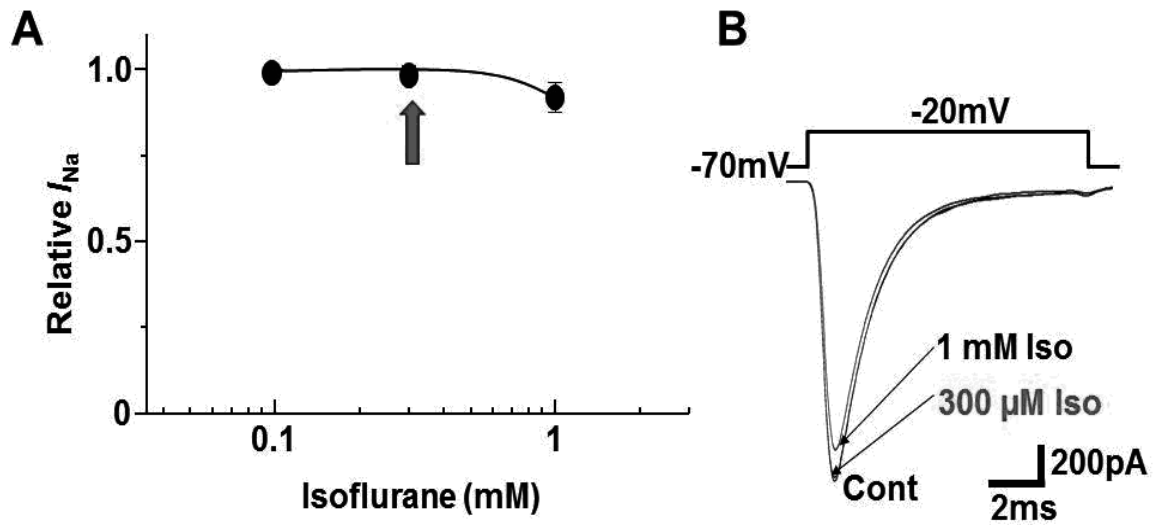 A
1.0
0.5
0
Relative INa
0.1
1
Isoflurane (mM)
B
-20mV
-70mV
1 mM Iso
300 µM Iso
Cont
200pA
2ms